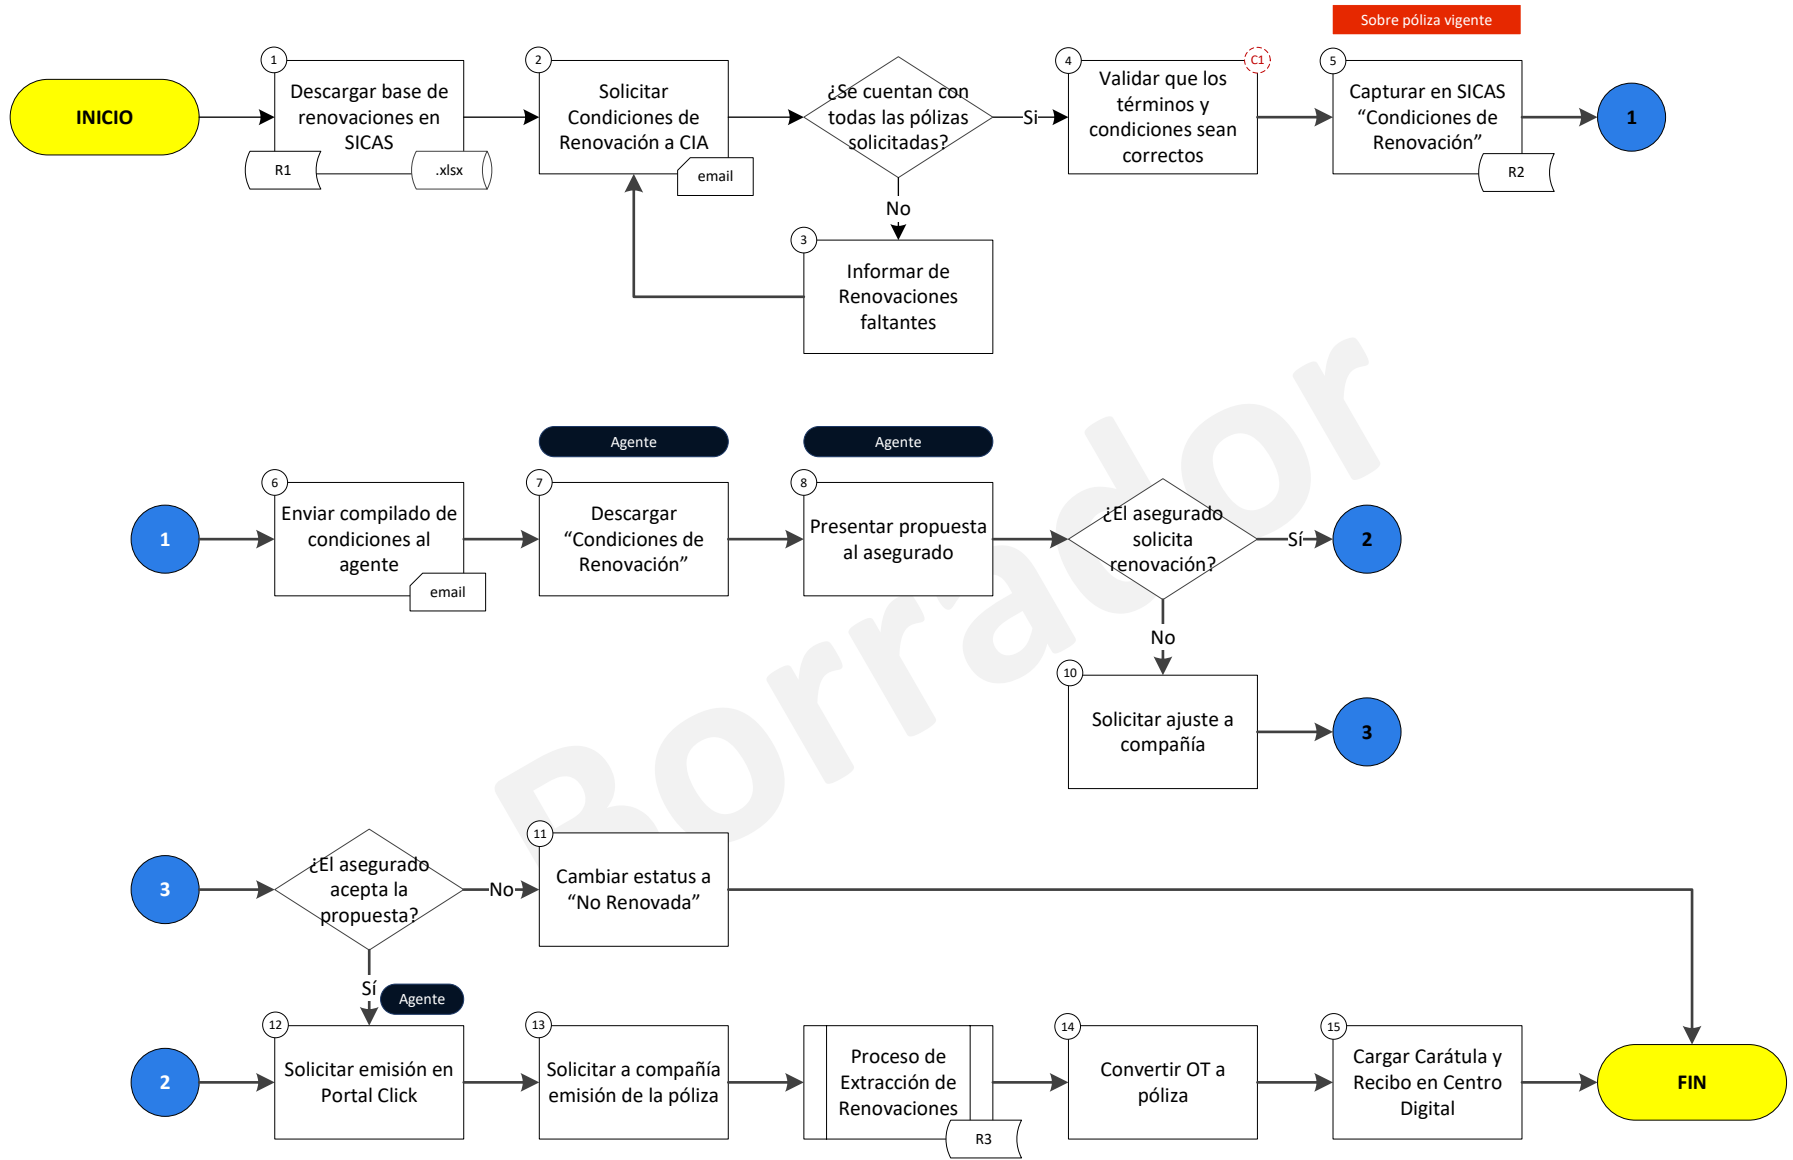 Sobre póliza vigente
INICIO
1
Descargar base de
renovaciones en
SICAS
R1
.xlsx
2
Solicitar
Condiciones de
Renovación a CIA
email
¿Se cuentan con
todas las pólizas
solicitadas?
Si
No
3
Informar de
Renovaciones
faltantes
4
C1
Validar que los
términos y
condiciones sean
correctos
5
Capturar en SICAS
“Condiciones de
Renovación”
R2
1
1
6
Enviar compilado de
condiciones al
agente
email
Agente
7
Descargar
“Condiciones de
Renovación”
Agente
8
Presentar propuesta
al asegurado
¿El asegurado
solicita
renovación?
Sí
2
No
10
Solicitar ajuste a
compañía
3
Borrador
3
¿El asegurado
acepta la
propuesta?
No
11
Cambiar estatus a
“No Renovada”
Sí
Agente
2
12
Solicitar emisión en
Portal Click
13
Solicitar a compañía
emisión de la póliza
Proceso de
Extracción de
Renovaciones
R3
14
Convertir OT a
póliza
15
Cargar Carátula y
Recibo en Centro
Digital
FIN